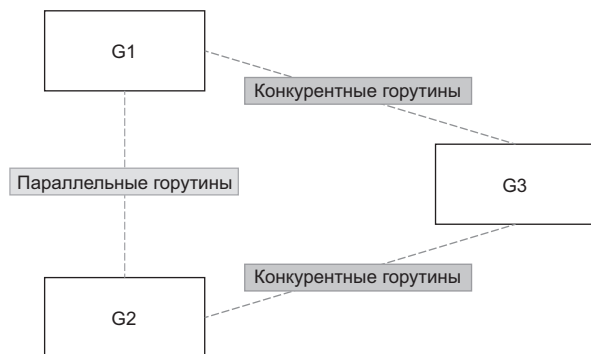 G1
Конкурентные горутины
Параллельные горутины
G3
Конкурентные горутины
G2